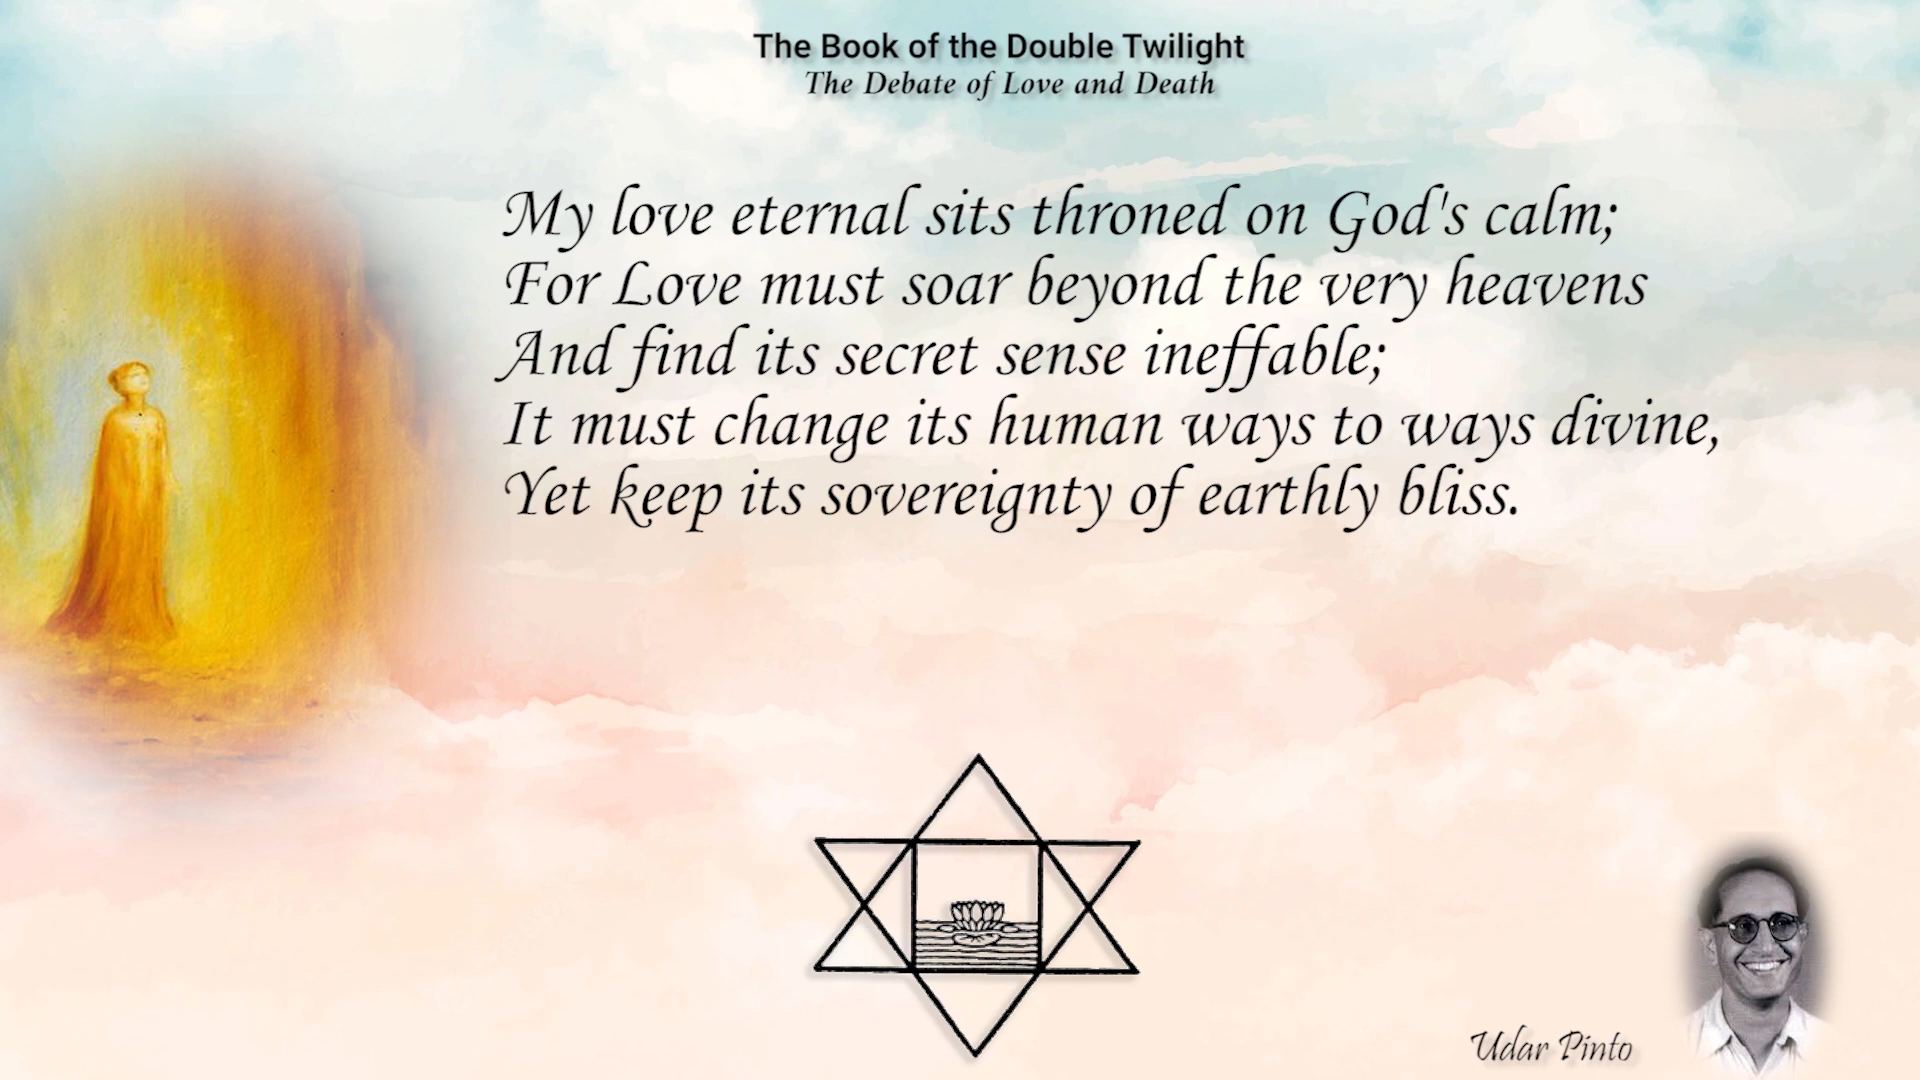 The Book of the Double Twilight
The Debate of Love and Death
My love eternal sits throned on God's calm;
For Love must soar beyond the very heavens
And find its secret sense ineffable;
It must change its human ways to ways divine,
Yet keep its sovereignty of earthly bliss.
Udar Pinto